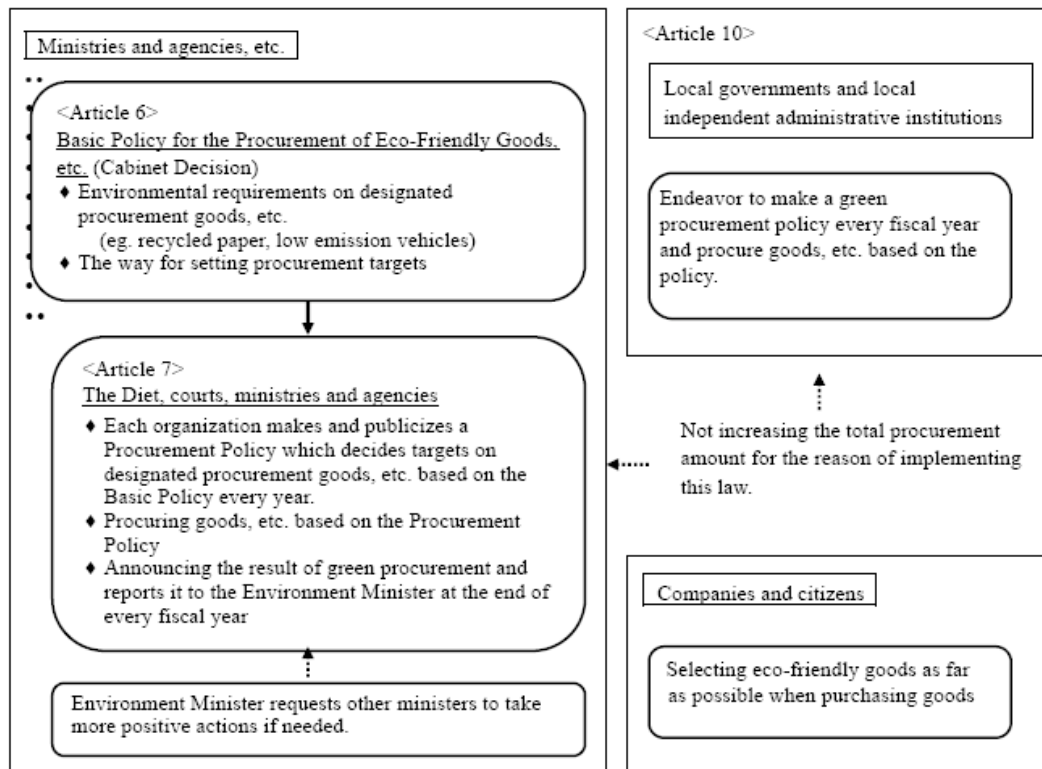 Ministries and agencies, etc.
<Article 6>
Basic Policy for the Procurement of Eco-Friendly Goods,
etc. (Cabinet Decision)
♦ Environmental requirements on designated
procurement goods, etc.
(eg. recycled paper, low emission vehicles)
♦ The way for setting procurement targets
<Article 7>
The Diet, courts, ministries and agencies
♦ Each organization makes and publicizes a
Procurement Policy which decides targets on
designated procurement goods, etc. based on the
Basic Policy every year.
♦ Procuring goods, etc. based on the Procurement
Policy
♦ Announcing the result of green procurement and
reports it to the Environment Minister at the end of
every fiscal year
Environment Minister requests other ministers to take
more positive actions if needed.
<Article 10>
Local governments and local
independent administrative institutions
Endeavor to make a green
procurement policy every fiscal year
and procure goods, etc. based on the
policy.
Not increasing the total procurement
amount for the reason of implementing
this law.
Companies and citizens
Selecting eco-friendly goods as far
as possible when purchasing goods